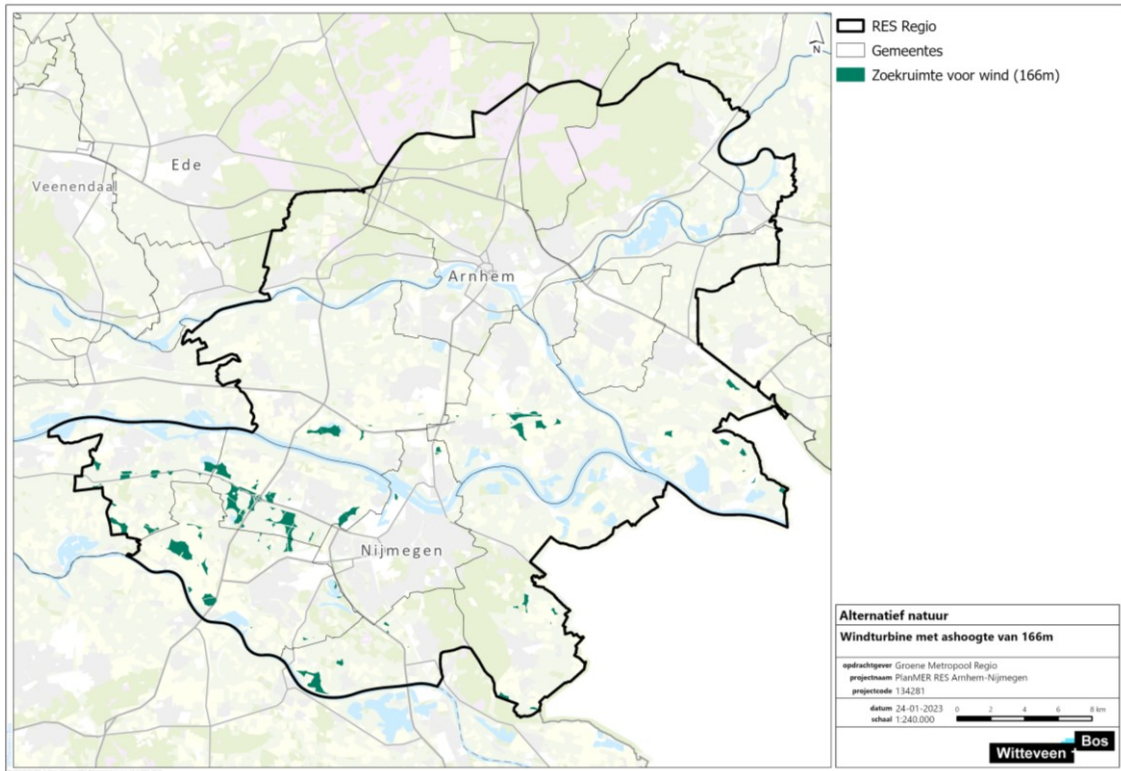 RES Regio
Gemeentes
Zoekruimte voor wind (166m)
N
Ede
Veenendaal
Arnhem
Nijmegen
Alternatief natuur
Windturbine met ashoogte van 166m
opdrachtgever Groene Metropool Regio
projectnaam PlanMER RES Arnhem-Nijmegen
projectcode 134281
datum 24-01-2023
schaal 1:240.000
0 2 4 6 8 km
Witteveen + Bos